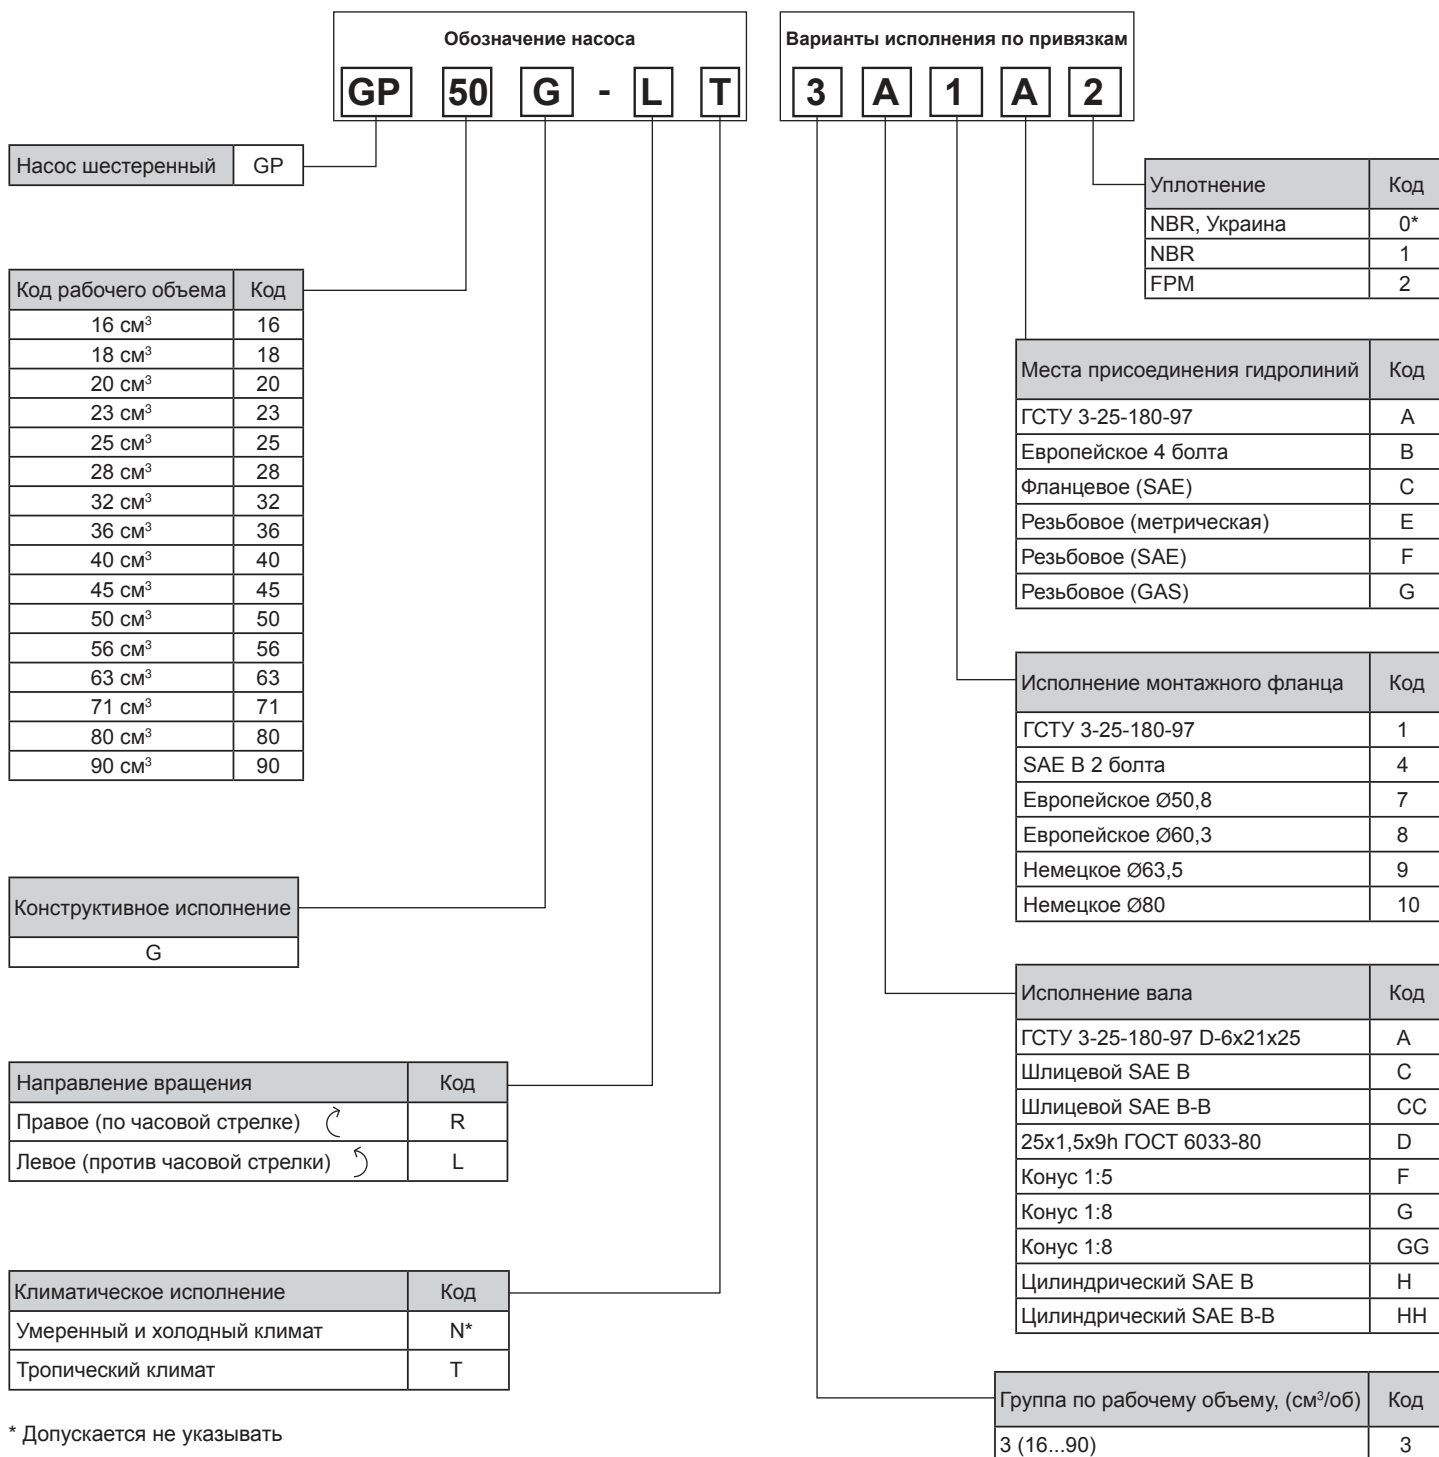 Обозначение насоса
GP 50 G - L T
Варианты исполнения по привязкам
3 A 1 A 2
Насос шестеренный GP
Код рабочего объема Код
16 см³ 16
18 см³ 18
20 см³ 20
23 см³ 23
25 см³ 25
28 см³ 28
32 см³ 32
36 см³ 36
40 см³ 40
45 см³ 45
50 см³ 50
56 см³ 56
63 см³ 63
71 см³ 71
80 см³ 80
90 см³ 90
Конструктивное исполнение
G
Направление вращения Код
Правое (по часовой стрелке) R
Левое (против часовой стрелки) L
Климатическое исполнение Код
Умеренный и холодный климат N*
Тропический климат T
* Допускается не указывать
Уплотнение Код
NBR, Украина 0*
NBR 1
FPM 2
Места присоединения гидролиний Код
ГСТУ 3-25-180-97 A
Европейское 4 болта B
Фланцевое (SAE) C
Резьбовое (метрическая) E
Резьбовое (SAE) F
Резьбовое (GAS) G
Исполнение монтажного фланца Код
ГСТУ 3-25-180-97 1
SAE B 2 болта 4
Европейское Ø50,8 7
Европейское Ø60,3 8
Немецкое Ø63,5 9
Немецкое Ø80 10
Исполнение вала Код
ГСТУ 3-25-180-97 D-6x21x25 A
Шлицевой SAE B C
Шлицевой SAE B-B CC
25x1,5x9h ГОСТ 6033-80 D
Конус 1:5 F
Конус 1:8 G
Конус 1:8 GG
Цилиндрический SAE B H
Цилиндрический SAE B-B HH
Группа по рабочему объему, (см³/об) Код
3 (16...90) 3